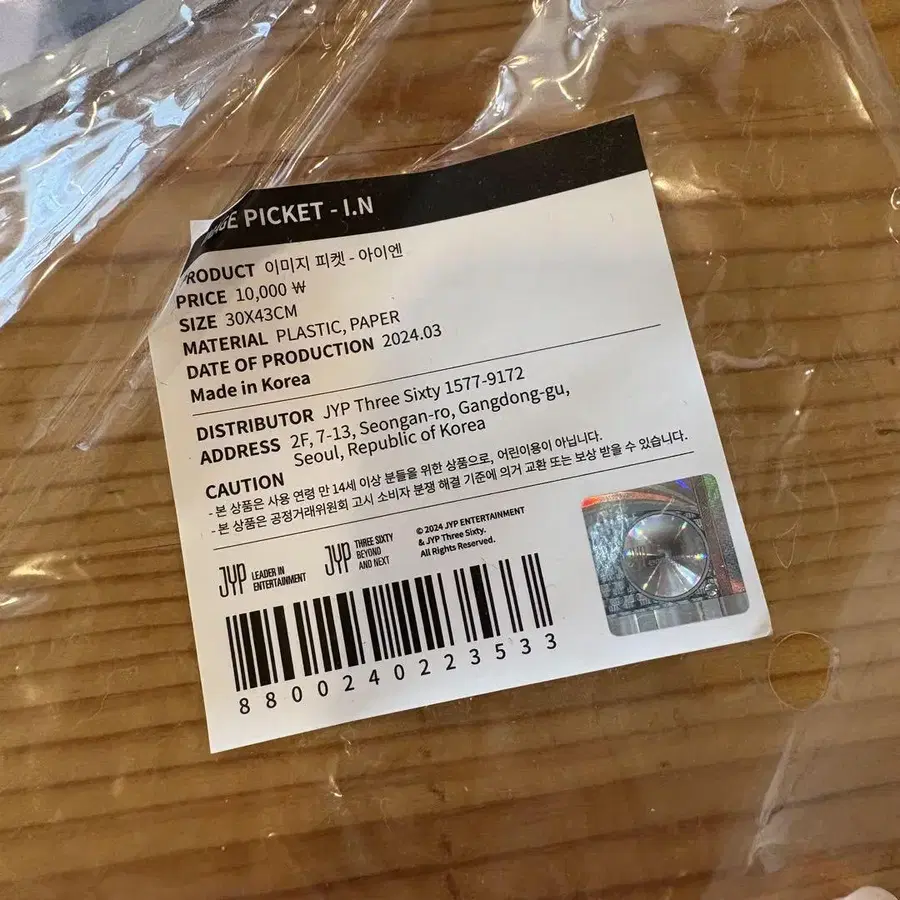 GE PICKET - I.N
RODUCT 이미지 피켓 - 아이엔
PRICE 10,000 ₩
SIZE 30X43CM
MATERIAL PLASTIC, PAPER
DATE OF PRODUCTION 2024.03
Made in Korea
DISTRIBUTOR JYP Three Sixty 1577-9172
ADDRESS 2F, 7-13, Seongan-ro, Gangdong-gu,
Seoul, Republic of Korea
CAUTION
- 본 상품은 사용 연령 만 14세 이상 분들을 위한 상품으로, 어린이용이 아닙니다.
- 본 상품은 공정거래위원회 고시 소비자 분쟁 해결 기준에 의거 교환 또는 보상 받을 수 있습니다.
JYP LEADER IN
ENTERTAINMENT
JYP THREE SIXTY
BEYOND
AND NEXT
© 2024 JYP ENTERTAINMENT
& JYP Three Sixty.
All Rights Reserved.
8800240223533